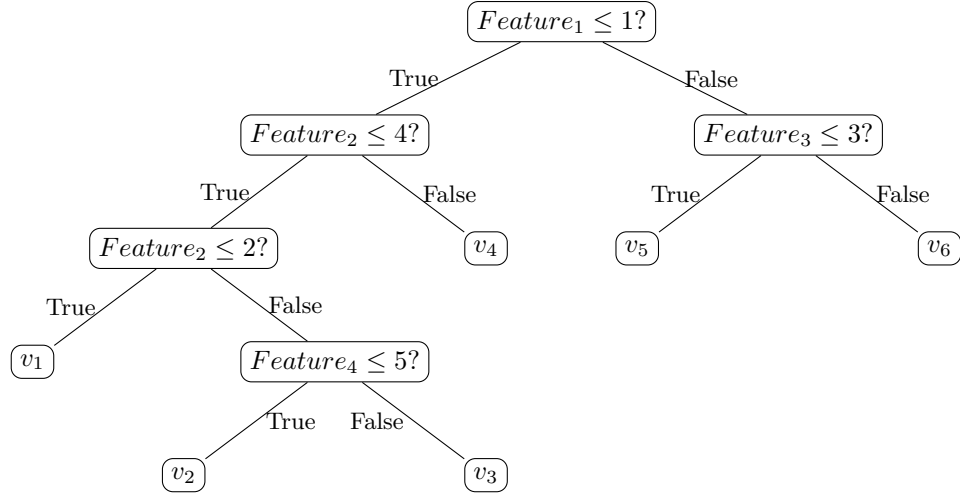 Feature₁ ≤ 1?
True False
Feature₂ ≤ 4? Feature₃ ≤ 3?
True False True False
Feature₂ ≤ 2? v₄ v₅ v₆
True False
v₁ Feature₄ ≤ 5?
True False
v₂ v₃